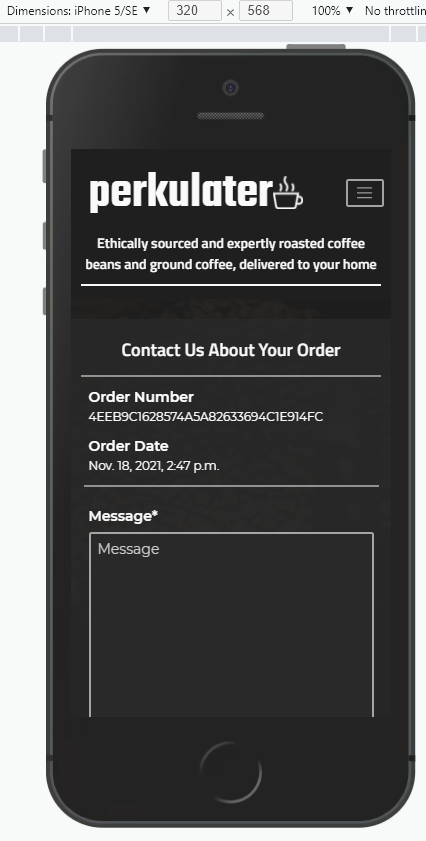 Dimensions: iPhone 5/SE ▼ 320 × 568 100% ▼ No throttlin
perkulater
Ethically sourced and expertly roasted coffee
beans and ground coffee, delivered to your home
Contact Us About Your Order
Order Number
4EEB9C1628574A5A82633694C1E914FC
Order Date
Nov. 18, 2021, 2:47 p.m.
Message*
Message